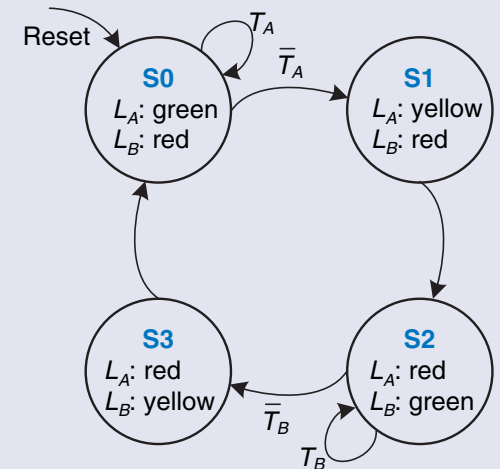 Reset
T_A
T̅_A
S0
L_A: green
L_B: red
S1
L_A: yellow
L_B: red
S3
L_A: red
L_B: yellow
S2
L_A: red
L_B: green
T̅_B
T_B